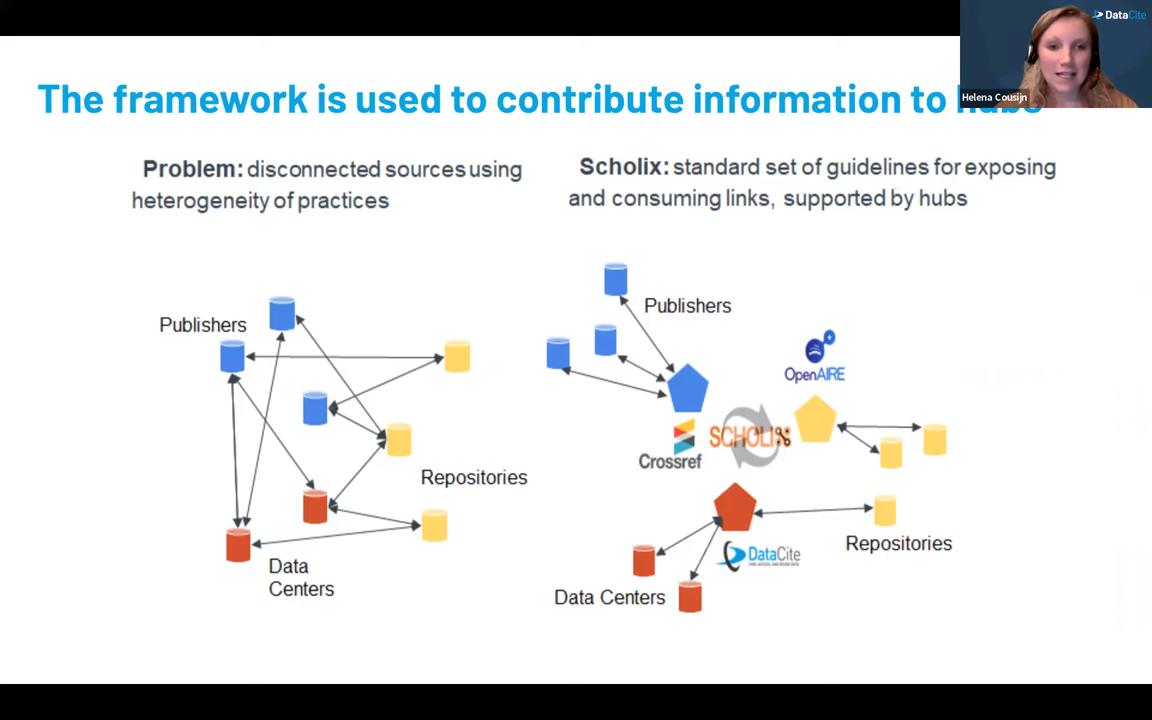 DataCite
Helena Cousijn
The framework is used to contribute information to hubs
Problem: disconnected sources using
heterogeneity of practices
Scholix: standard set of guidelines for exposing
and consuming links, supported by hubs
Publishers
Repositories
Data
Centers
Publishers
OpenAIRE
SCHOLIX
Crossref
DataCite
Repositories
Data Centers